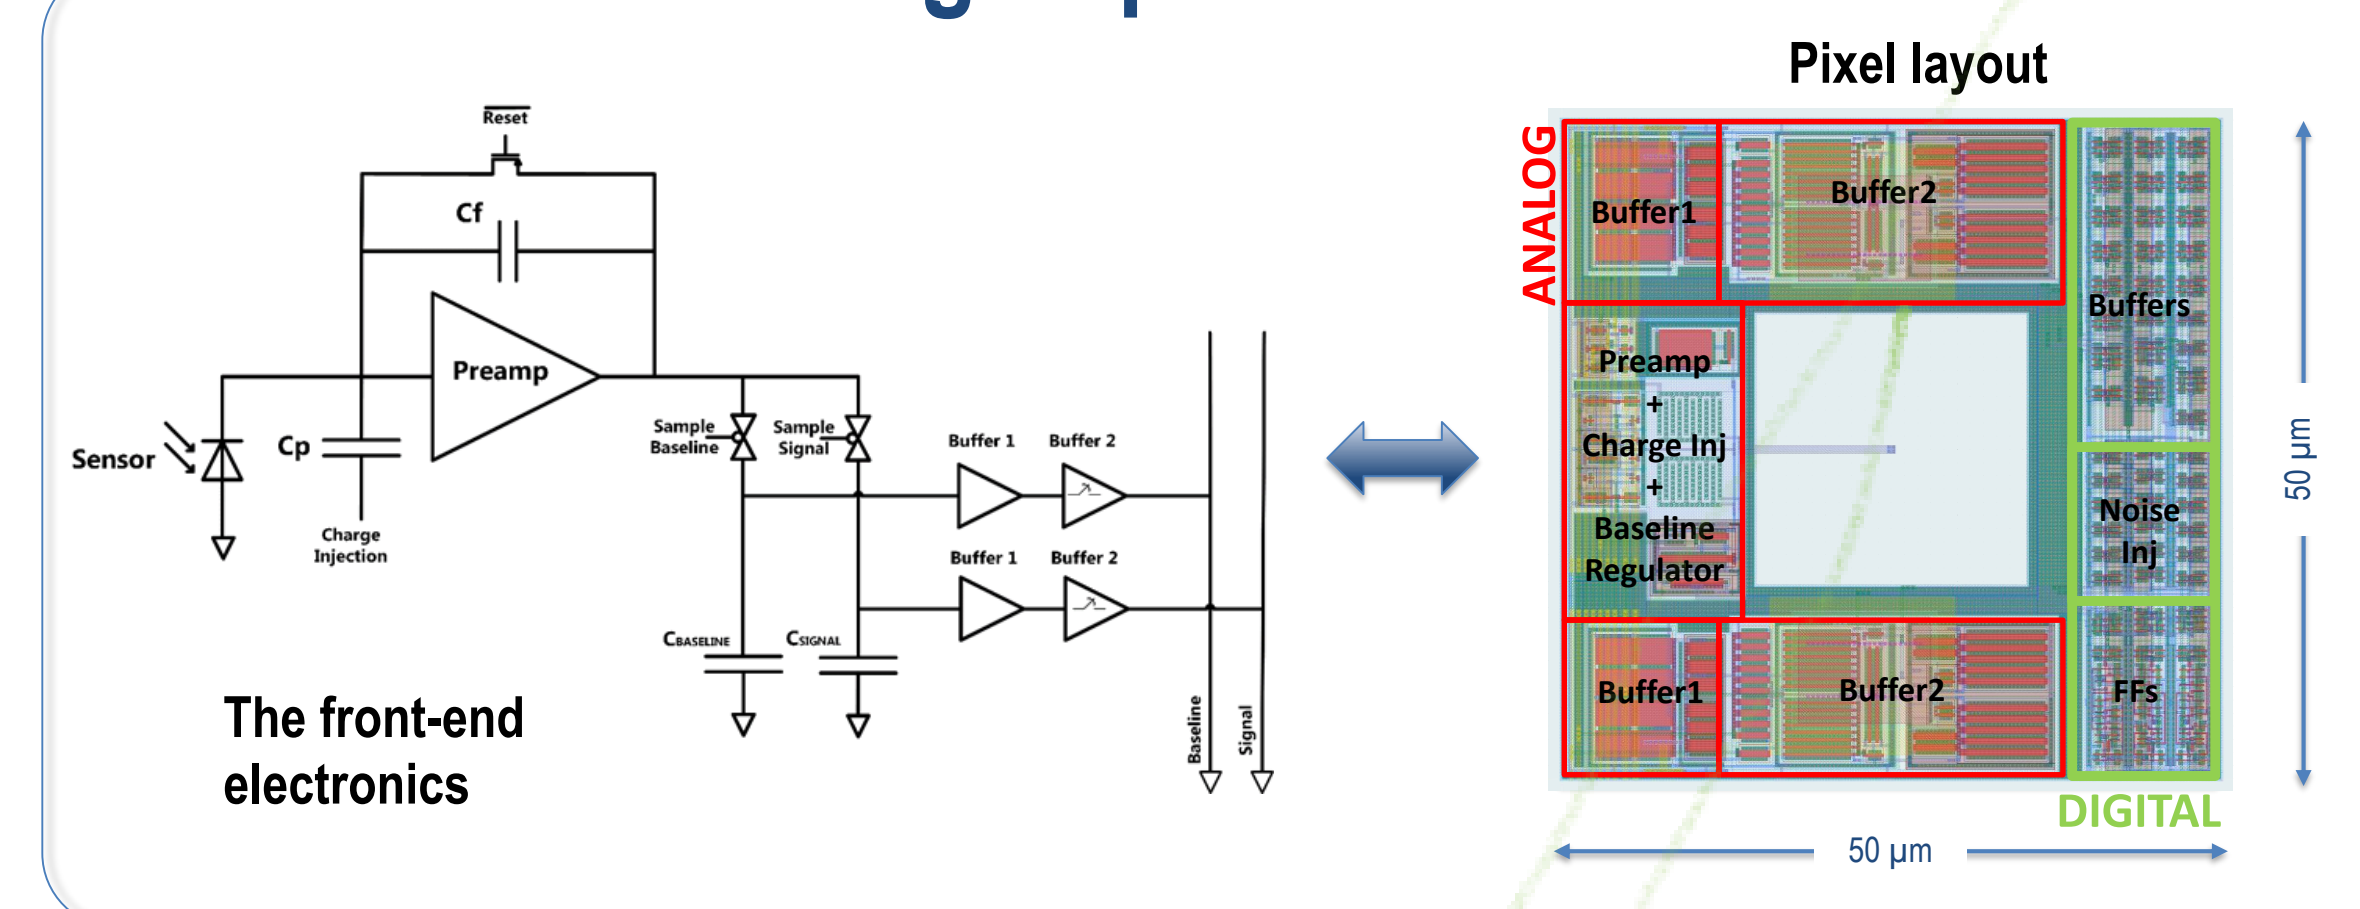 Pixel layout
Reset
Cf
Preamp
Sensor
Cp
Charge
Injection
Sample
Baseline
Sample
Signal
Buffer 1
Buffer 2
Buffer 1
Buffer 2
CBASELINE
CSIGNAL
Baseline
Signal
The front-end
electronics
ANALOG
Buffer1
Buffer2
Preamp
+
Charge Inj
+
Baseline
Regulator
Buffer1
Buffer2
Buffers
Noise
Inj
FFs
DIGITAL
50 µm
50 µm